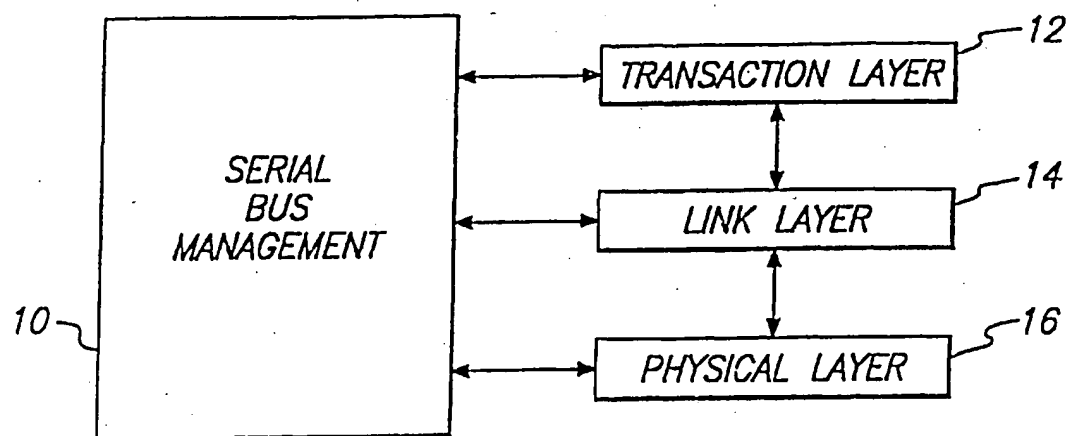 12
TRANSACTION LAYER
SERIAL
BUS
MANAGEMENT
14
LINK LAYER
10
16
PHYSICAL LAYER